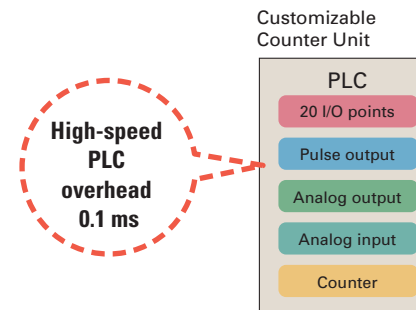 Customizable
Counter Unit
PLC
20 I/O points
Pulse output
Analog output
Analog input
Counter
High-speed
PLC
overhead
0.1 ms